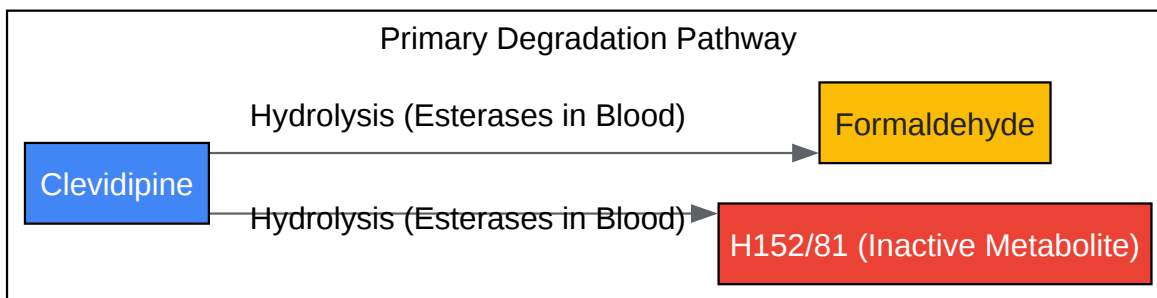 Primary Degradation Pathway
Hydrolysis (Esterases in Blood)
Formaldehyde
Clevidipine
Hydrolysis (Esterases in Blood)
H152/81 (Inactive Metabolite)